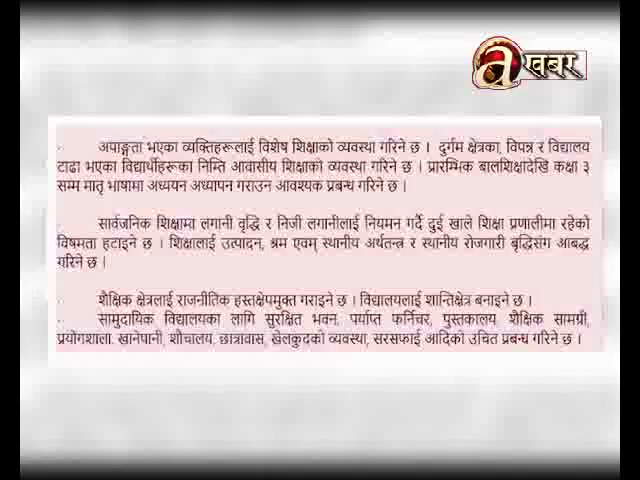 a खबर
अपाङ्गता भएका व्यक्तिहरूलाई विशेष शिक्षाको व्यवस्था गरिने छ । दुर्गम क्षेत्रका, विपन्न र विद्यालय
टाढा भएका विद्यार्थीहरूका निम्ति आवासीय शिक्षाको व्यवस्था गरिने छ । प्रारम्भिक बालशिक्षादेखि कक्षा ३
सम्म मातृ भाषामा अध्ययन अध्यापन गराउन आवश्यक प्रबन्ध गरिने छ ।
सार्वजनिक शिक्षामा लगानी वृद्धि र निजी लगानीलाई नियमन गर्दै दुई खाले शिक्षा प्रणालीमा रहेको
विषमता हटाइने छ । शिक्षालाई उत्पादन, श्रम एवम् स्थानीय अर्थतन्त्र र स्थानीय रोजगारी बृद्धिसंग आबद्ध
गरिने छ ।
शैक्षिक क्षेत्रलाई राजनीतिक हस्तक्षेपमुक्त गराइने छ । विद्यालयलाई शान्तिक्षेत्र बनाइने छ ।
सामुदायिक विद्यालयका लागि सुरक्षित भवन, पर्याप्त फर्निचर, पुस्तकालय, शैक्षिक सामग्री,
प्रयोगशाला, खानेपानी, शौचालय, छात्रावास, खेलकुदको व्यवस्था, सरसफाई आदिको उचित प्रबन्ध गरिने छ ।